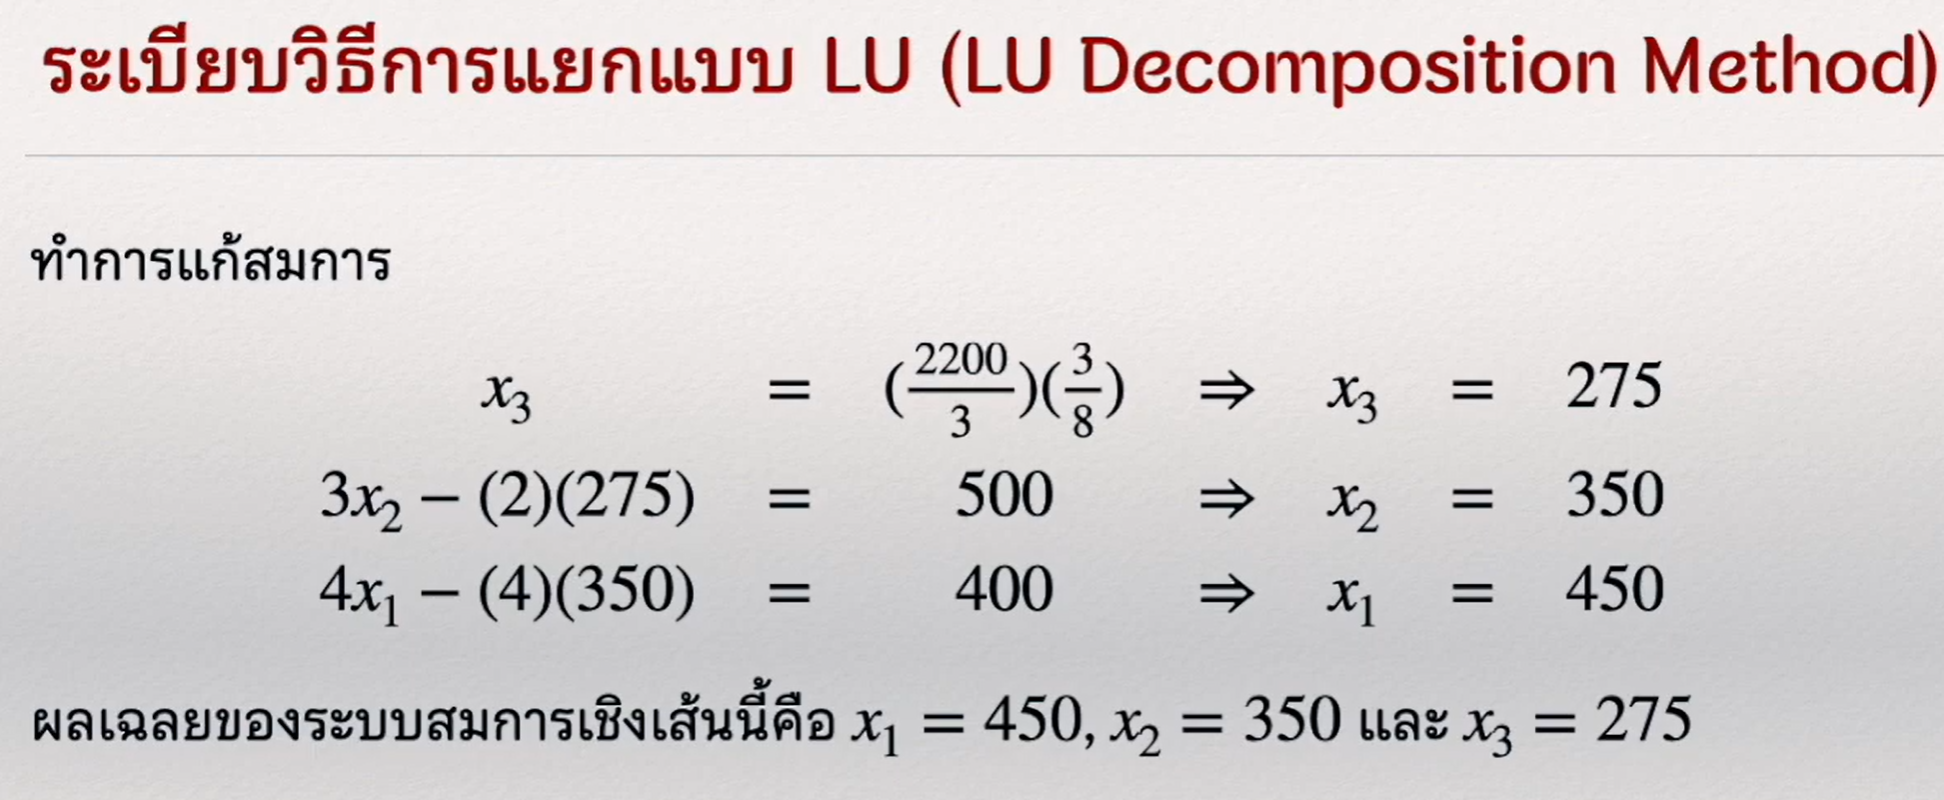 ระเบียบวิธีการแยกแบบ LU (LU Decomposition Method)
ทำการแก้สมการ
x₃ = (2200/3)(3/8) ⇒ x₃ = 275
3x₂ − (2)(275) = 500 ⇒ x₂ = 350
4x₁ − (4)(350) = 400 ⇒ x₁ = 450
ผลเฉลยของระบบสมการเชิงเส้นนี้คือ x₁ = 450, x₂ = 350 และ x₃ = 275